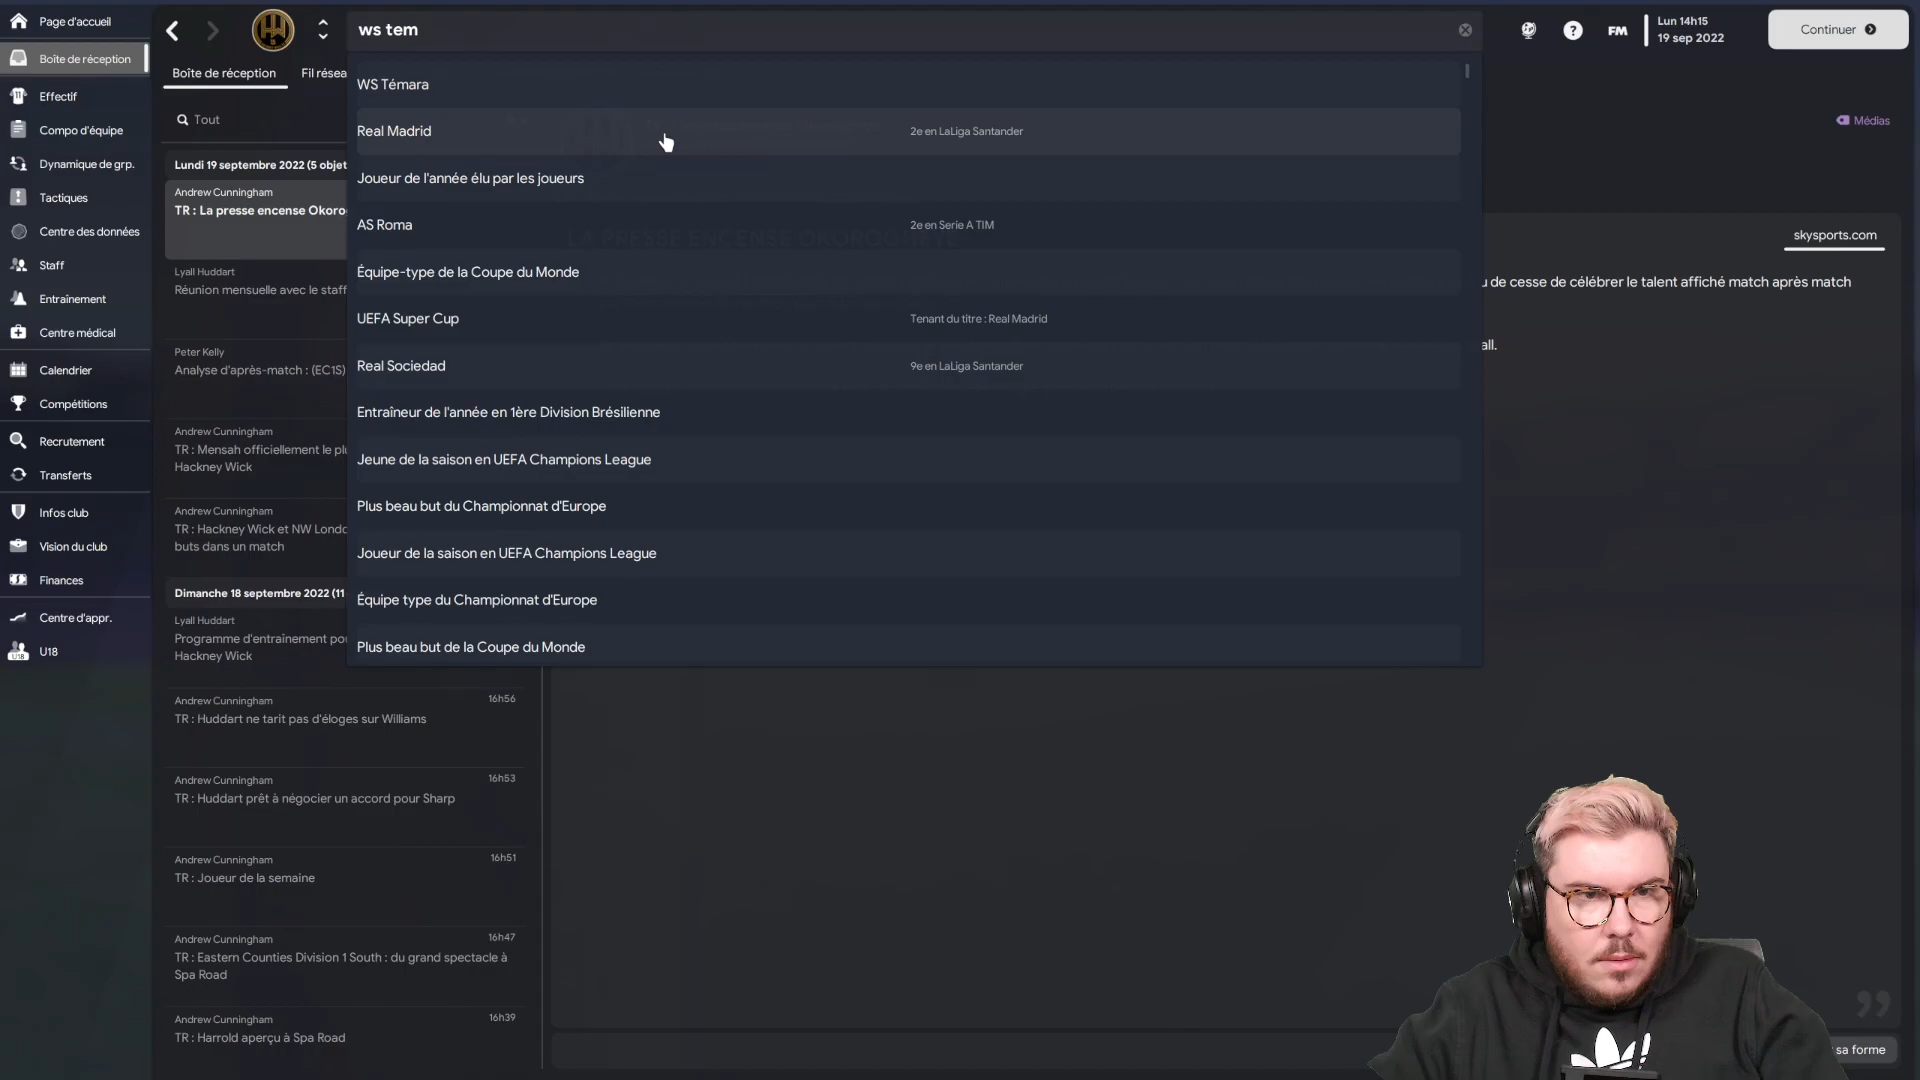 Page d'accueil
Boîte de réception
Effectif
Compo d'équipe
Dynamique de grp.
Tactiques
Centre des données
Staff
Entraînement
Centre médical
Calendrier
Compétitions
Recrutement
Transferts
Infos club
Vision du club
Finances
Centre d'appr.
U18
ws tem
FM
Lun 14h15
19 sep 2022
Continuer
Boîte de réception
Fil résea
Tout
Médias
Lundi 19 septembre 2022 (5 objet
Andrew Cunningham
TR : La presse encense Okoro
Lyall Huddart
Réunion mensuelle avec le staff
Peter Kelly
Analyse d'après-match : (EC1S)
Andrew Cunningham
TR : Mensah officiellement le pl
Hackney Wick
Andrew Cunningham
TR : Hackney Wick et NW Londo
buts dans un match
Dimanche 18 septembre 2022 (11
Lyall Huddart
Programme d'entraînement po
Hackney Wick
Andrew Cunningham 16h56
TR : Huddart ne tarit pas d'éloges sur Williams
Andrew Cunningham 16h53
TR : Huddart prêt à négocier un accord pour Sharp
Andrew Cunningham 16h51
TR : Joueur de la semaine
Andrew Cunningham 16h47
TR : Eastern Counties Division 1 South : du grand spectacle à
Spa Road
Andrew Cunningham 16h39
TR : Harrold aperçu à Spa Road
WS Témara
Real Madrid 2e en LaLiga Santander
Joueur de l'année élu par les joueurs
AS Roma 2e en Serie A TIM
Équipe-type de la Coupe du Monde
UEFA Super Cup Tenant du titre : Real Madrid
Real Sociedad 9e en LaLiga Santander
Entraîneur de l'année en 1ère Division Brésilienne
Jeune de la saison en UEFA Champions League
Plus beau but du Championnat d'Europe
Joueur de la saison en UEFA Champions League
Équipe type du Championnat d'Europe
Plus beau but de la Coupe du Monde
skysports.com
u de cesse de célébrer le talent affiché match après match
all.
sa forme